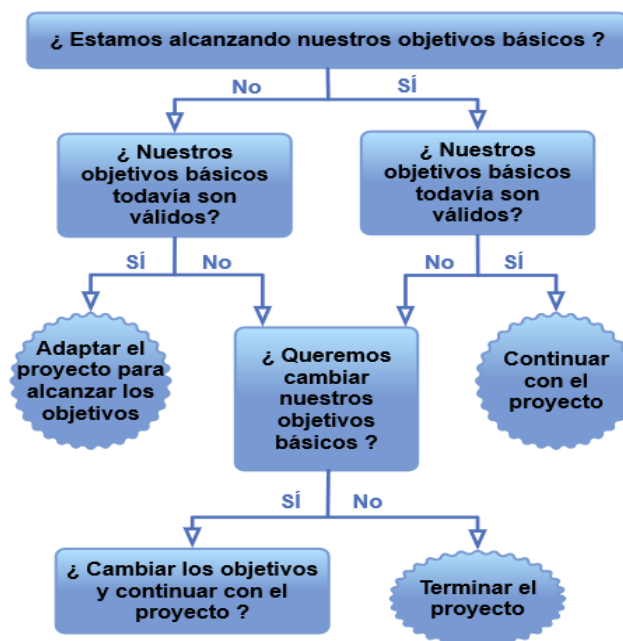 ¿ Estamos alcanzando nuestros objetivos básicos ?
No
SÍ
¿ Nuestros
objetivos básicos
todavía son
válidos?
¿ Nuestros
objetivos básicos
todavía son
válidos?
SÍ
No
No
SÍ
Adaptar el
proyecto para
alcanzar los
objetivos
¿ Queremos
cambiar
nuestros
objetivos
básicos ?
Continuar
con el
proyecto
SÍ
No
¿ Cambiar los objetivos
y continuar con el
proyecto ?
Terminar el
proyecto